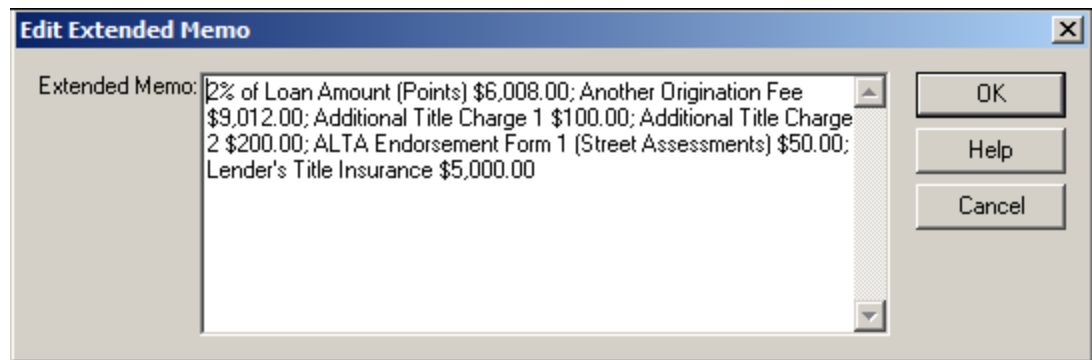 Edit Extended Memo
Extended Memo:
2% of Loan Amount (Points) $6,008.00; Another Origination Fee
$9,012.00; Additional Title Charge 1 $100.00; Additional Title Charge
2 $200.00; ALTA Endorsement Form 1 (Street Assessments) $50.00;
Lender's Title Insurance $5,000.00
OK
Help
Cancel